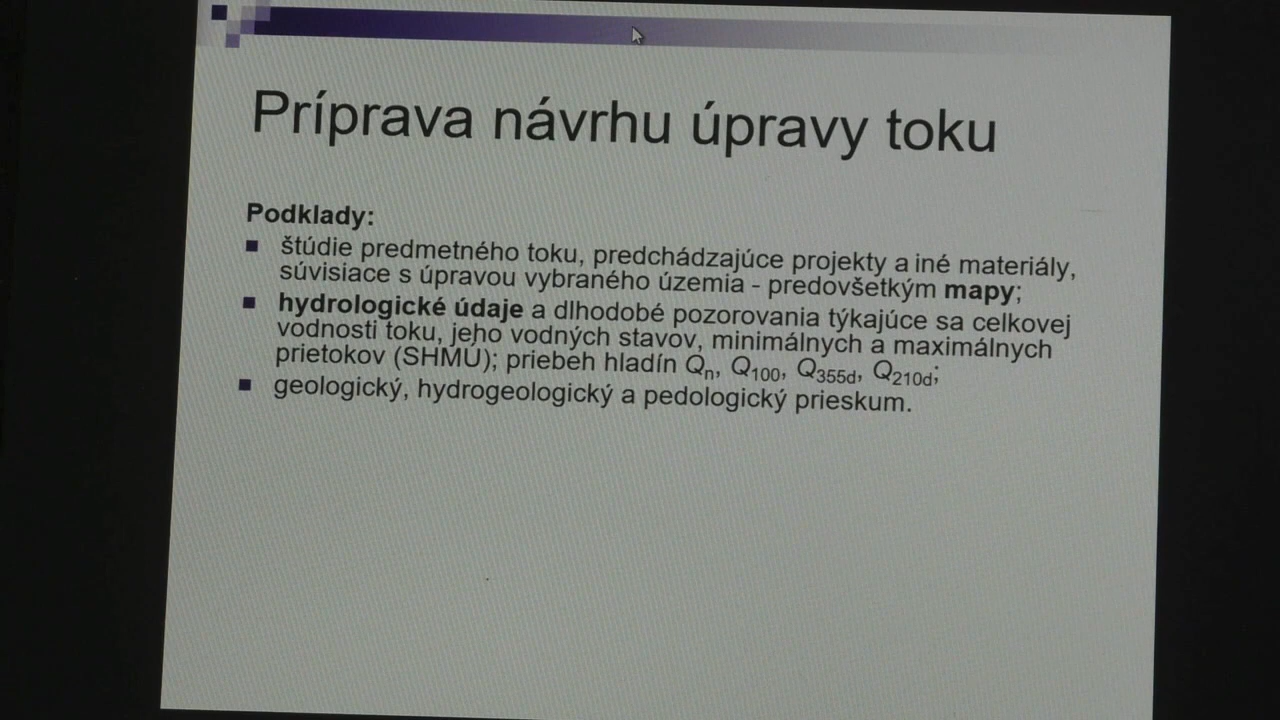 Príprava návrhu úpravy toku
Podklady:
štúdie predmetného toku, predchádzajúce projekty a iné materiály,
súvisiace s úpravou vybraného územia - predovšetkým mapy;
hydrologické údaje a dlhodobé pozorovania týkajúce sa celkovej
vodnosti toku, jeho vodných stavov, minimálnych a maximálnych
prietokov (SHMÚ); priebeh hladín Qn, Q100, Q355d, Q210d;
geologický, hydrogeologický a pedologický prieskum.